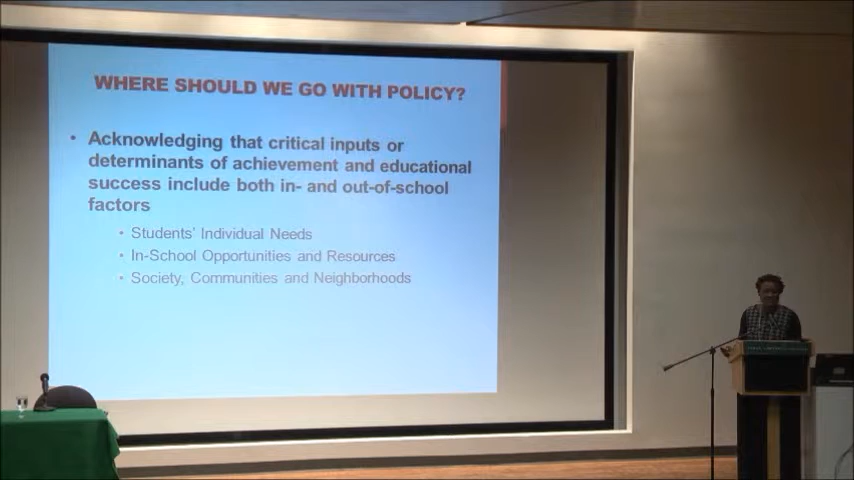 WHERE SHOULD WE GO WITH POLICY?
• Acknowledging that critical inputs or
determinants of achievement and educational
success include both in- and out-of-school
factors
• Students' Individual Needs
• In-School Opportunities and Resources
• Society, Communities and Neighborhoods